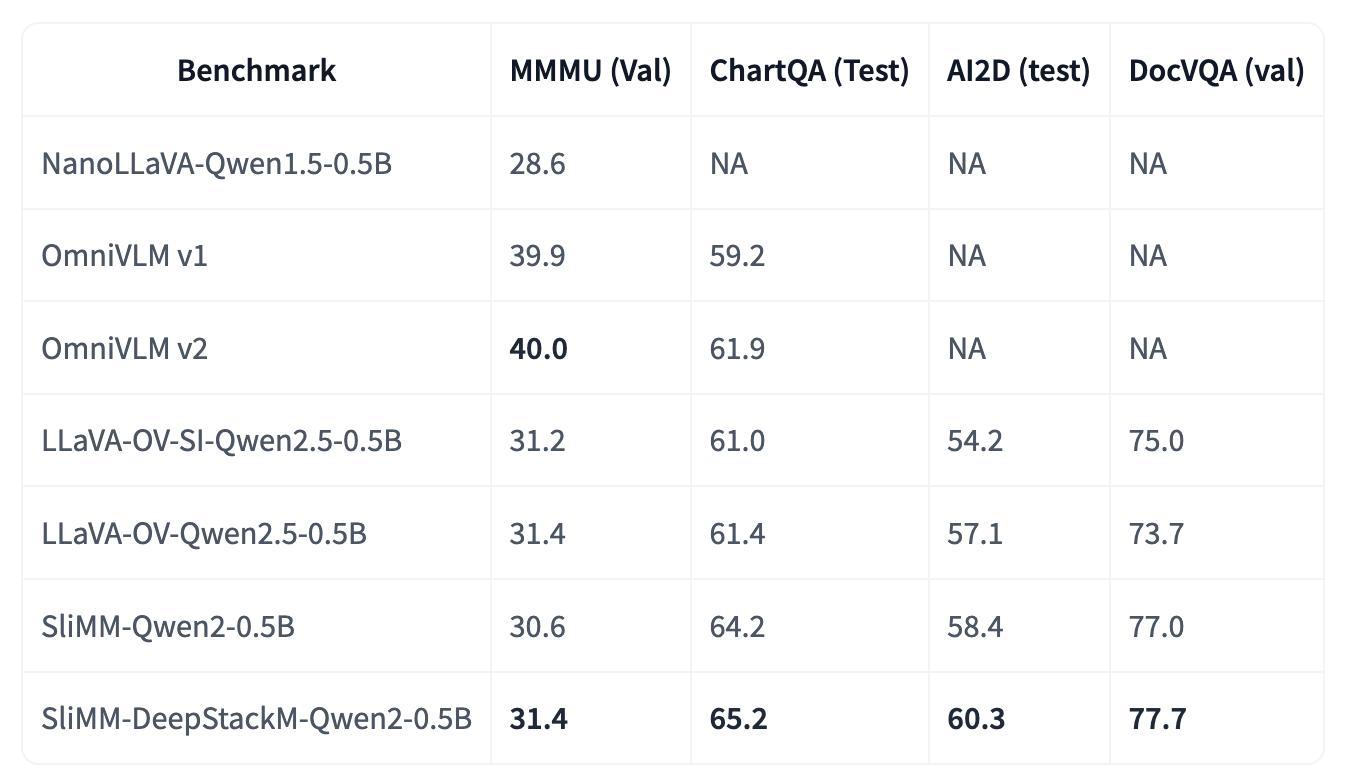 Benchmark MMMU (Val) ChartQA (Test) AI2D (test) DocVQA (val)
NanoLLaVA-Qwen1.5-0.5B 28.6 NA NA NA
OmniVLM v1 39.9 59.2 NA NA
OmniVLM v2 40.0 61.9 NA NA
LLaVA-OV-SI-Qwen2.5-0.5B 31.2 61.0 54.2 75.0
LLaVA-OV-Qwen2.5-0.5B 31.4 61.4 57.1 73.7
SliMM-Qwen2-0.5B 30.6 64.2 58.4 77.0
SliMM-DeepStackM-Qwen2-0.5B 31.4 65.2 60.3 77.7